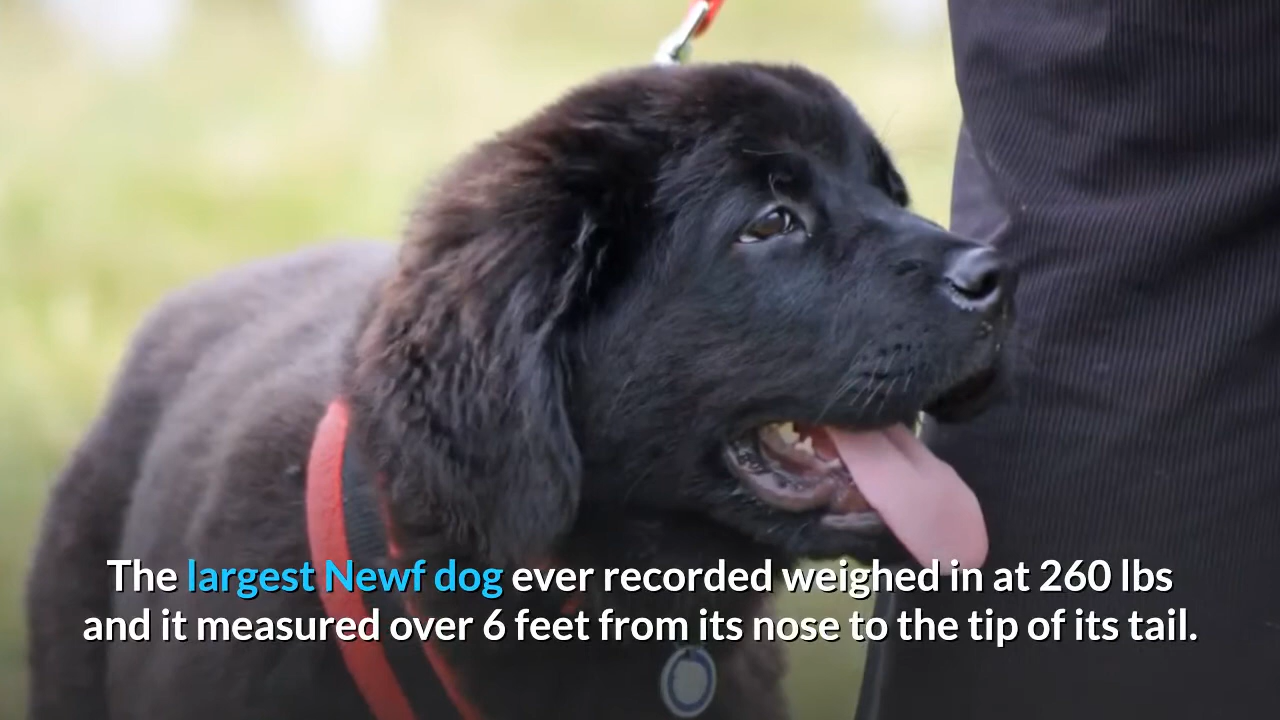 The largest Newf dog ever recorded weighed in at 260 lbs
and it measured over 6 feet from its nose to the tip of its tail.